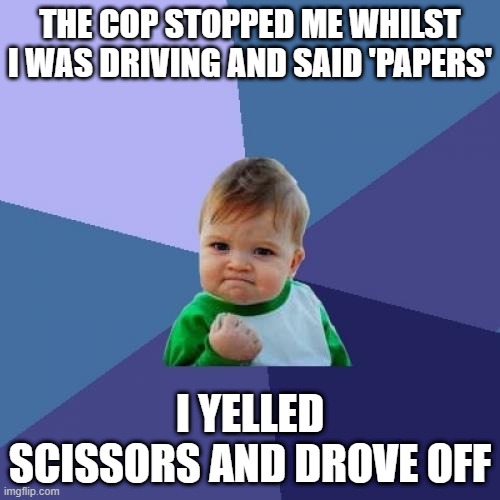 THE COP STOPPED ME WHILST
I WAS DRIVING AND SAID 'PAPERS'
I YELLED
SCISSORS AND DROVE OFF
imgflip.com